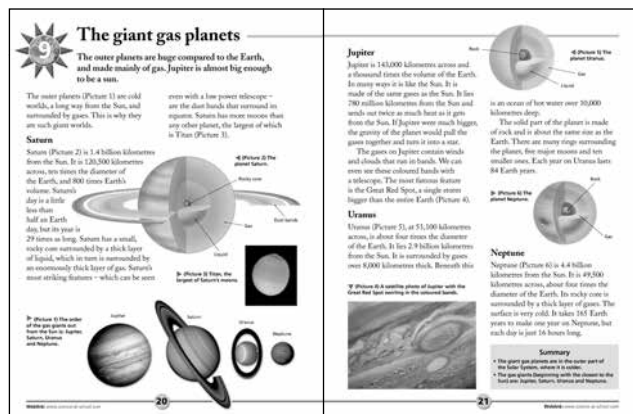 9
The giant gas planets
The outer planets are huge compared to the Earth,
and made mainly of gas. Jupiter is almost big enough
to be a sun.
The outer planets (Picture 1) are cold
worlds, a long way from the Sun, and
surrounded by gases. This is why they
are such giant worlds.
Saturn
Saturn (Picture 2) is 1.4 billion kilometres
from the Sun. It is 120,500 kilometres
across, ten times the diameter of
the Earth, and 800 times Earth's
volume. Saturn's
day is a little
less than
half an Earth
day, but its year is
29 times as long. Saturn has a small,
rocky core surrounded by a thick layer
of liquid, which in turn is surrounded by
an enormously thick layer of gas. Saturn's
most striking features – which can be seen
even with a low power telescope –
are the dust bands that surround its
equator. Saturn has more moons than
any other planet, the largest of which
is Titan (Picture 3).
(Picture 2) The
planet Saturn.
Rocky core
Dust bands
Gas
Liquid
(Picture 3) Titan, the
largest of Saturn's moons.
(Picture 1) The order
of the gas giants out
from the Sun is: Jupiter,
Saturn, Uranus
and Neptune.
Jupiter
Saturn
Uranus
Neptune
20
Jupiter
Jupiter is 143,000 kilometres across and
a thousand times the volume of the Earth.
In many ways it is like the Sun. It is
made of the same gases as the Sun. It lies
780 million kilometres from the Sun and
sends out twice as much heat as it gets
from the Sun. If Jupiter were much bigger,
the gravity of the planet would pull the
gases together and turn it into a star.
The gases on Jupiter contain winds
and clouds that run in bands. We can
even see these coloured bands with
a telescope. The most famous feature
is the Great Red Spot, a single storm
bigger than the entire Earth (Picture 4).
Uranus
Uranus (Picture 5), at 51,100 kilometres
across, is about four times the diameter
of the Earth. It lies 2.9 billion kilometres
from the Sun. It is surrounded by gases
over 8,000 kilometres thick. Beneath this
(Picture 4) A satellite photo of Jupiter with the
Great Red Spot swirling in the coloured bands.
Rock
Gas
Liquid
(Picture 5) The
planet Uranus.
is an ocean of hot water over 10,000
kilometres deep.
The solid part of the planet is made
of rock and is about the same size as the
Earth. There are many rings surrounding
the planet, five major moons and ten
smaller ones. Each year on Uranus lasts
84 Earth years.
(Picture 6) The
planet Neptune.
Rock
Gas
Neptune
Neptune (Picture 6) is 4.4 billion
kilometres from the Sun. It is 49,500
kilometres across, about four times the
diameter of the Earth. Its rocky core is
surrounded by a thick layer of gases. The
surface is very cold. It takes 165 Earth
years to make one year on Neptune, but
each day is just 16 hours long.
Summary
• The giant gas planets are in the outer part of
the Solar System, where it is colder.
• The gas giants (beginning with the closest to the
Sun) are: Jupiter, Saturn, Uranus and Neptune.
21